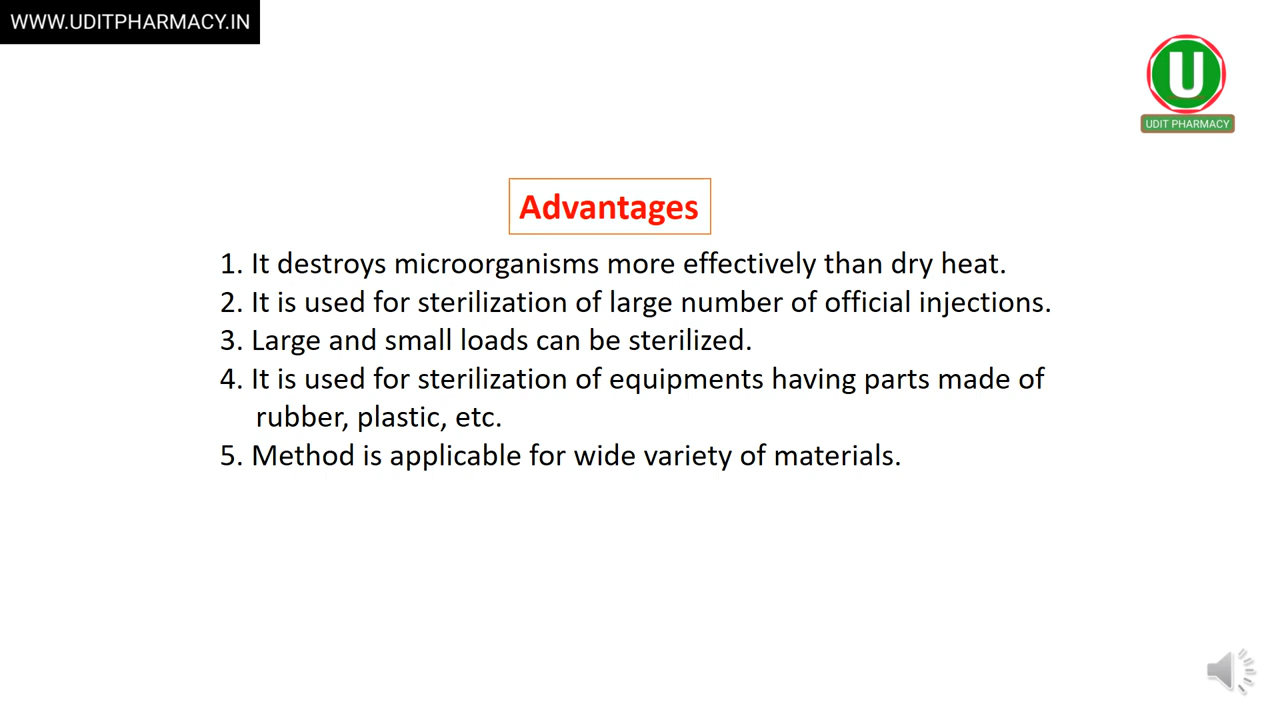 WWW.UDITPHARMACY.IN
U
UDIT PHARMACY
Advantages
1. It destroys microorganisms more effectively than dry heat.
2. It is used for sterilization of large number of official injections.
3. Large and small loads can be sterilized.
4. It is used for sterilization of equipments having parts made of
rubber, plastic, etc.
5. Method is applicable for wide variety of materials.